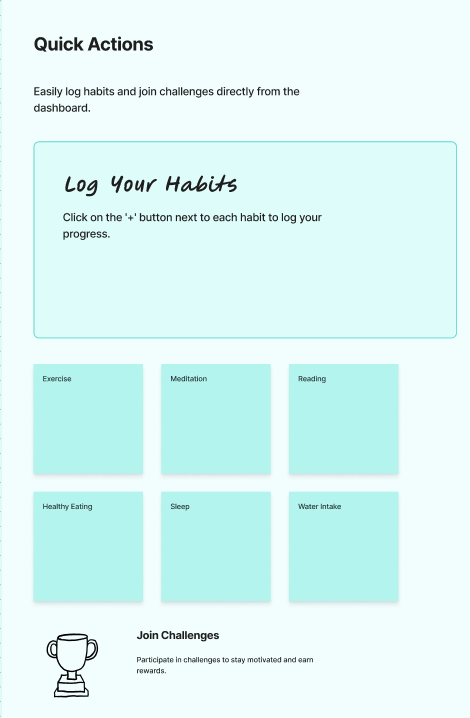 Quick Actions
Easily log habits and join challenges directly from the
dashboard.
Log Your Habits
Click on the '+' button next to each habit to log your
progress.
Exercise
Meditation
Reading
Healthy Eating
Sleep
Water Intake
Join Challenges
Participate in challenges to stay motivated and earn
rewards.